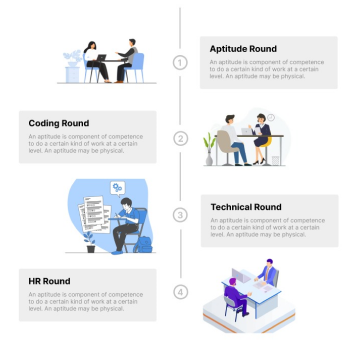 Aptitude Round
An aptitude is component of competence
to do a certain kind of work at a certain
level. An aptitude may be physical.
1
Coding Round
An aptitude is component of competence
to do a certain kind of work at a certain
level. An aptitude may be physical.
2
Technical Round
An aptitude is component of competence
to do a certain kind of work at a certain
level. An aptitude may be physical.
3
HR Round
An aptitude is component of competence
to do a certain kind of work at a certain
level. An aptitude may be physical.
4